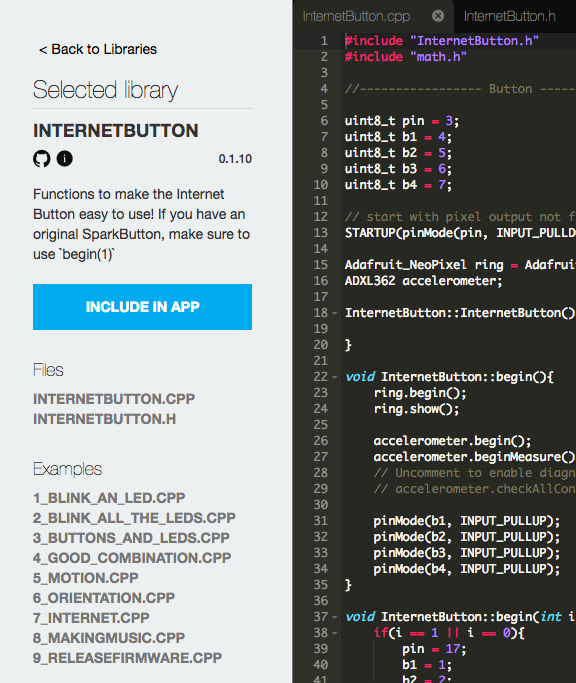 < Back to Libraries
Selected library
INTERNETBUTTON
0.1.10
Functions to make the Internet
Button easy to use! If you have an
original SparkButton, make sure to
use `begin(1)`
INCLUDE IN APP
Files
INTERNETBUTTON.CPP
INTERNETBUTTON.H
Examples
1_BLINK_AN_LED.CPP
2_BLINK_ALL_THE_LEDS.CPP
3_BUTTONS_AND_LEDS.CPP
4_GOOD_COMBINATION.CPP
5_MOTION.CPP
6_ORIENTATION.CPP
7_INTERNET.CPP
8_MAKINGMUSIC.CPP
9_RELEASEFIRMWARE.CPP
InternetButton.cpp InternetButton.h
1 #include "InternetButton.h"
2 #include "math.h"
3
4 //----------------- Button -----
5
6 uint8_t pin = 3;
7 uint8_t b1 = 4;
8 uint8_t b2 = 5;
9 uint8_t b3 = 6;
10 uint8_t b4 = 7;
11
12 // start with pixel output not f
13 STARTUP(pinMode(pin, INPUT_PULLD
14
15 Adafruit_NeoPixel ring = Adafrui
16 ADXL362 accelerometer;
17
18 InternetButton::InternetButton()
19
20 }
21
22 void InternetButton::begin(){
23 ring.begin();
24 ring.show();
25
26 accelerometer.begin();
27 accelerometer.beginMeasure()
28 // Uncomment to enable diagn
29 // accelerometer.checkAllCon
30
31 pinMode(b1, INPUT_PULLUP);
32 pinMode(b2, INPUT_PULLUP);
33 pinMode(b3, INPUT_PULLUP);
34 pinMode(b4, INPUT_PULLUP);
35 }
36
37 void InternetButton::begin(int i
38 if(i == 1 || i == 0){
39 pin = 17;
40 b1 = 1;
41 b2 = 2;